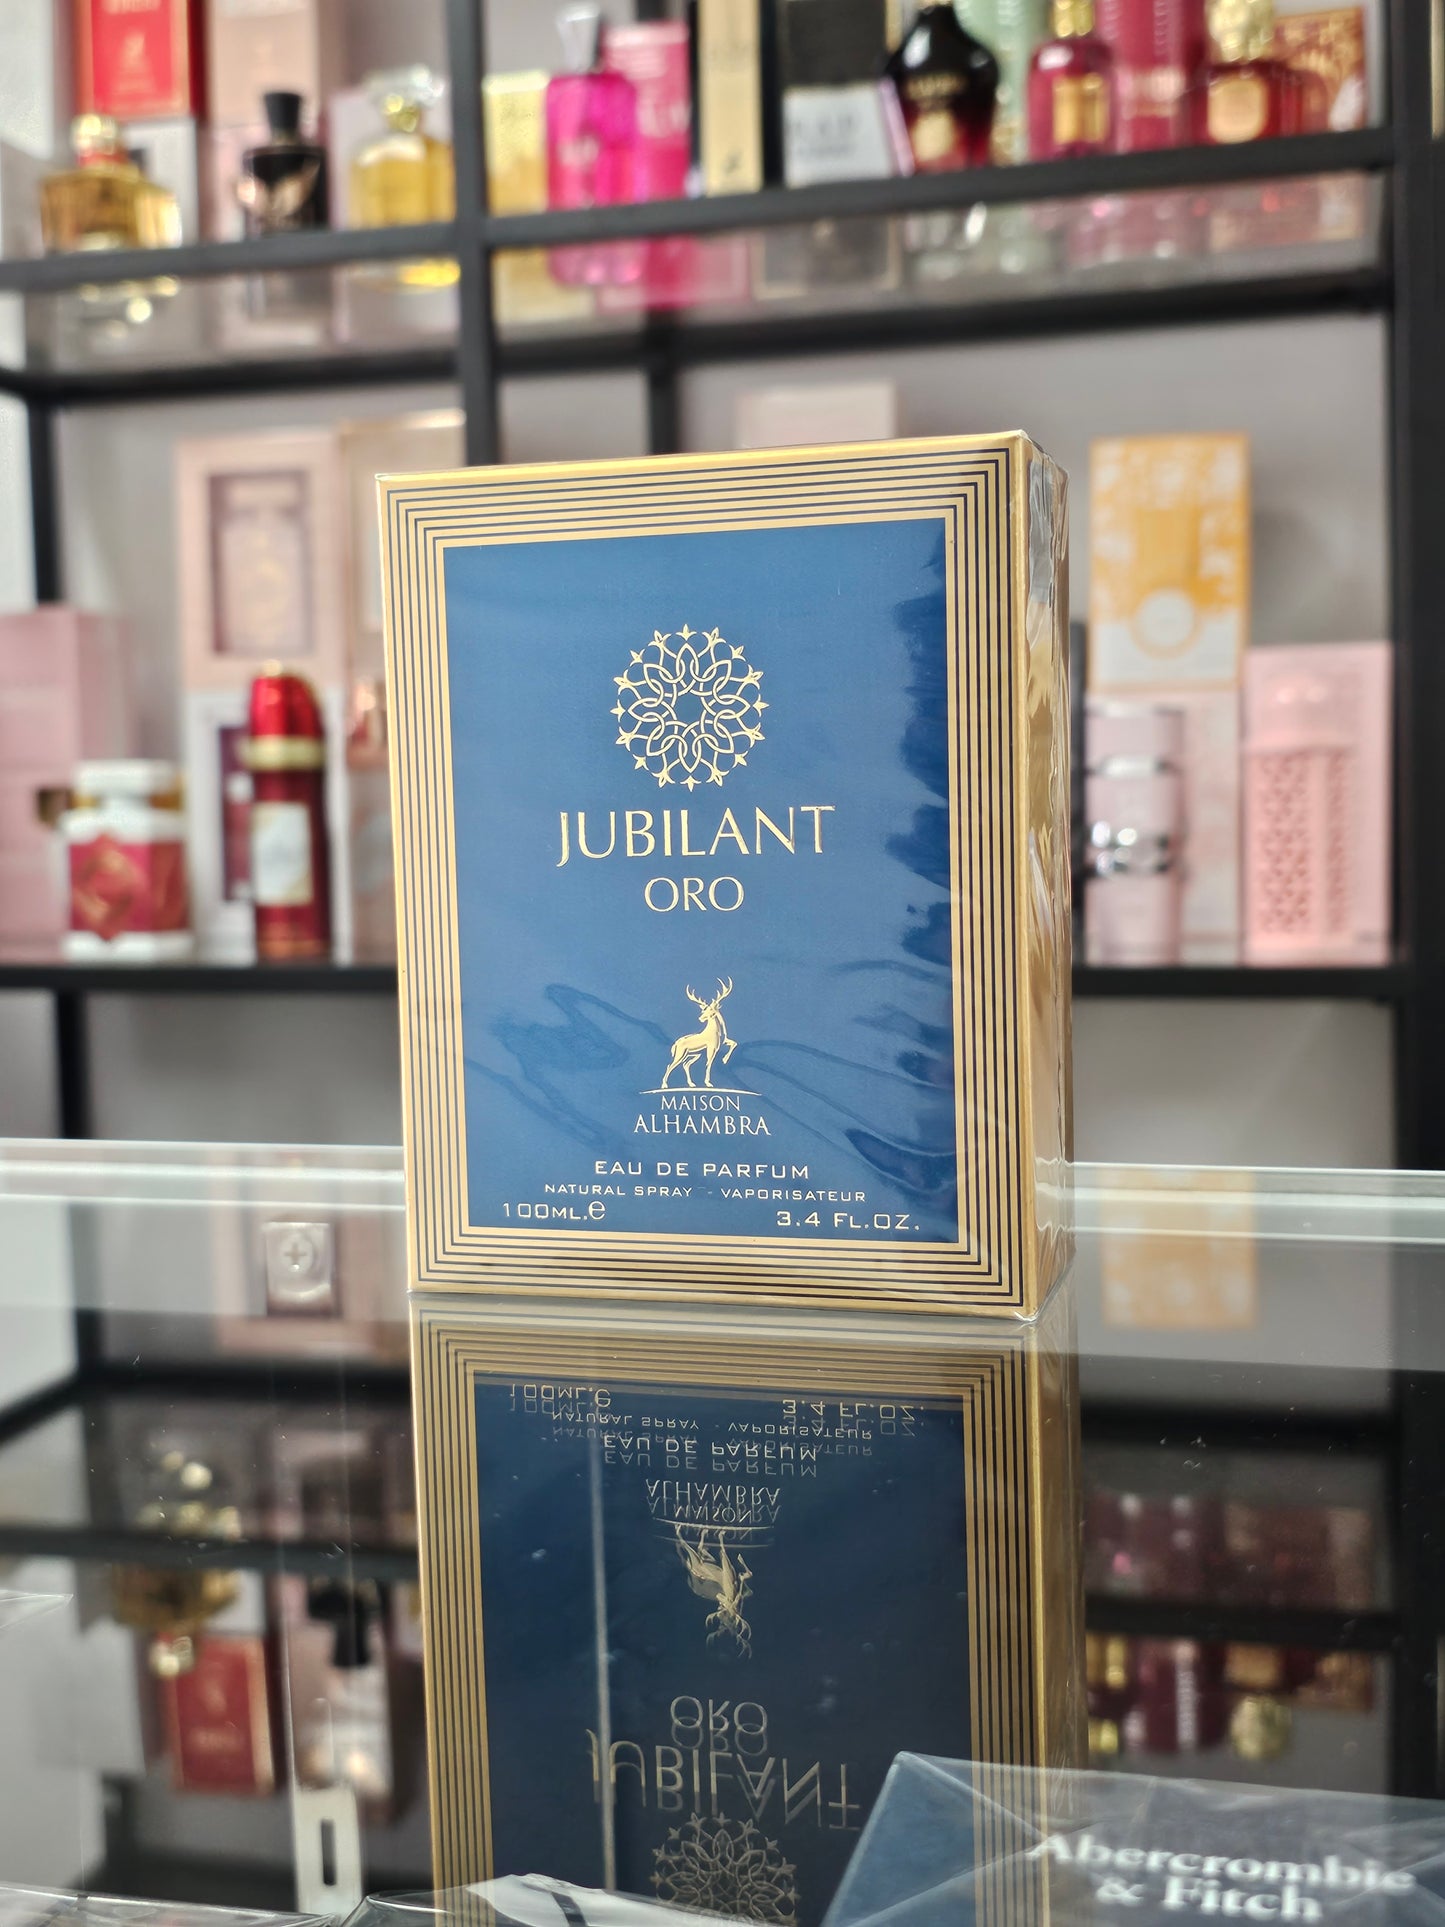 JUBILANT
ORO
MAISON
ALHAMBRA
EAU DE PARFUM
NATURAL SPRAY - VAPORISATEUR
100ML.e 3.4 FL.OZ.
Abercrombie
& Fitch